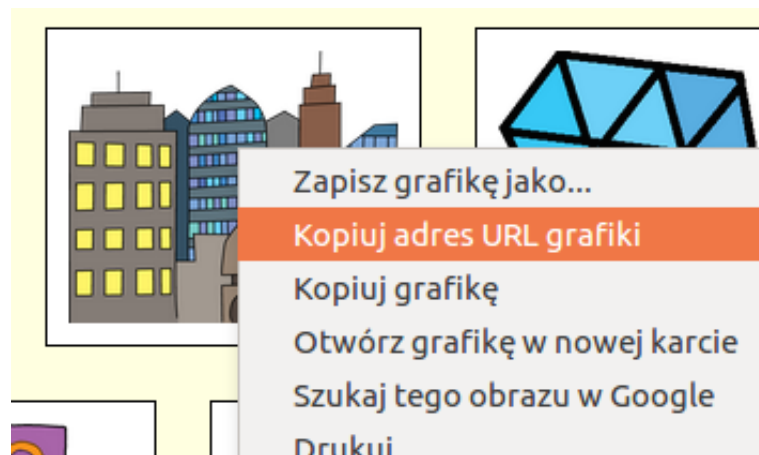 Zapisz grafikę jako...
Kopiuj adres URL grafiki
Kopiuj grafikę
Otwórz grafikę w nowej karcie
Szukaj tego obrazu w Google
Drukuj